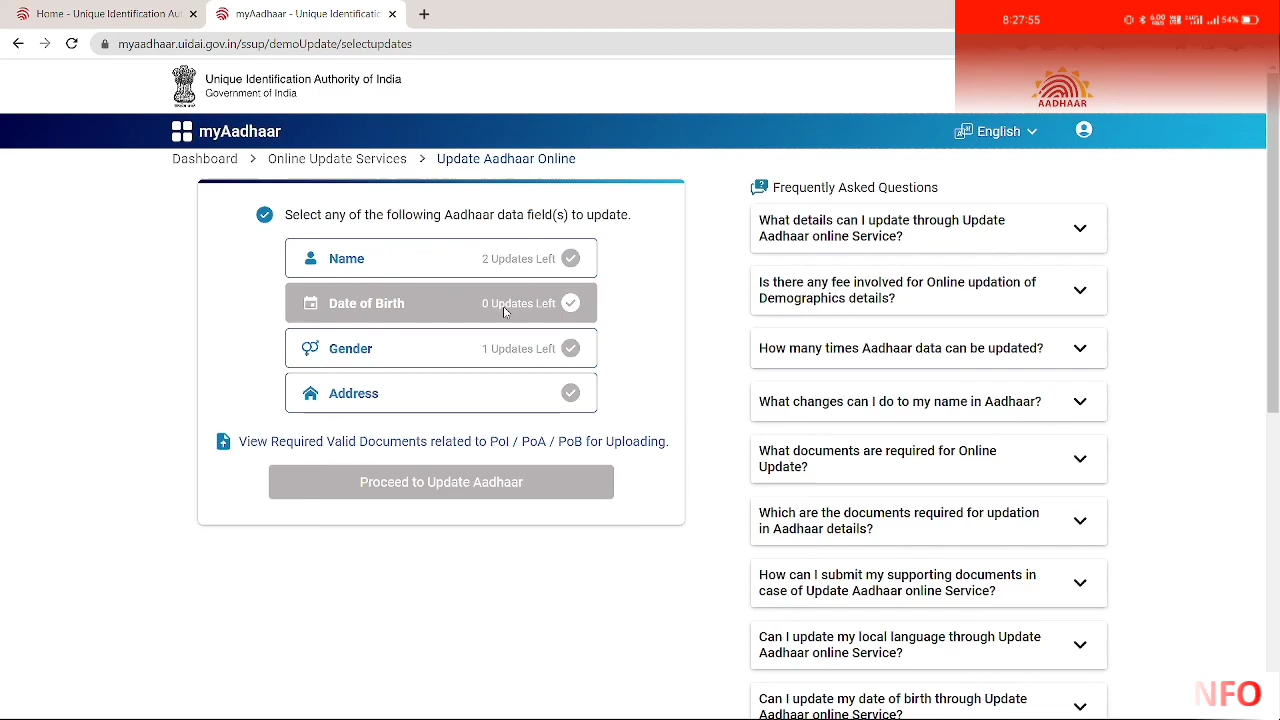 Home - Unique Identification Aut
myAadhar - Unique Identificatio
8:27:55
6.00
KB/S
54%
myaadhaar.uidai.gov.in/ssup/demoUpdate/selectupdates
Unique Identification Authority of India
Government of India
AADHAAR
myAadhaar
English
Dashboard > Online Update Services > Update Aadhaar Online
Select any of the following Aadhaar data field(s) to update.
Name 2 Updates Left
Date of Birth 0 Updates Left
Gender 1 Updates Left
Address
View Required Valid Documents related to PoI / PoA / PoB for Uploading.
Proceed to Update Aadhaar
Frequently Asked Questions
What details can I update through Update
Aadhaar online Service?
Is there any fee involved for Online updation of
Demographics details?
How many times Aadhaar data can be updated?
What changes can I do to my name in Aadhaar?
What documents are required for Online
Update?
Which are the documents required for updation
in Aadhaar details?
How can I submit my supporting documents in
case of Update Aadhaar online Service?
Can I update my local language through Update
Aadhaar online Service?
Can I update my date of birth through Update
Aadhaar online Service?
NFO